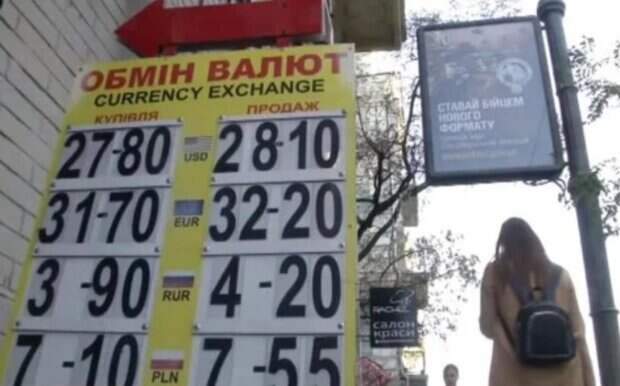 ОБМІН ВАЛЮТ
CURRENCY EXCHANGE
КУПІВЛЯ ПРОДАЖ
27-80 USD 28-10
31-70 EUR 32-20
3-90 RUR 4-20
7-10 PLN 7-55
СТАВАЙ БІЙЦЕМ
НОВОГО
ФОРМАТУ
салон
краси